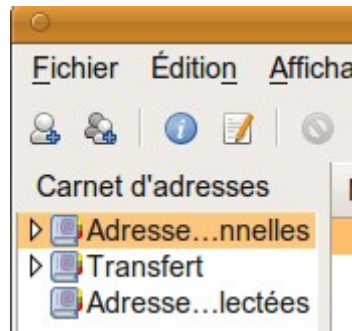 Fichier Édition Afficha
Carnet d'adresses
Adresse…nnelles
Transfert
Adresse…lectées